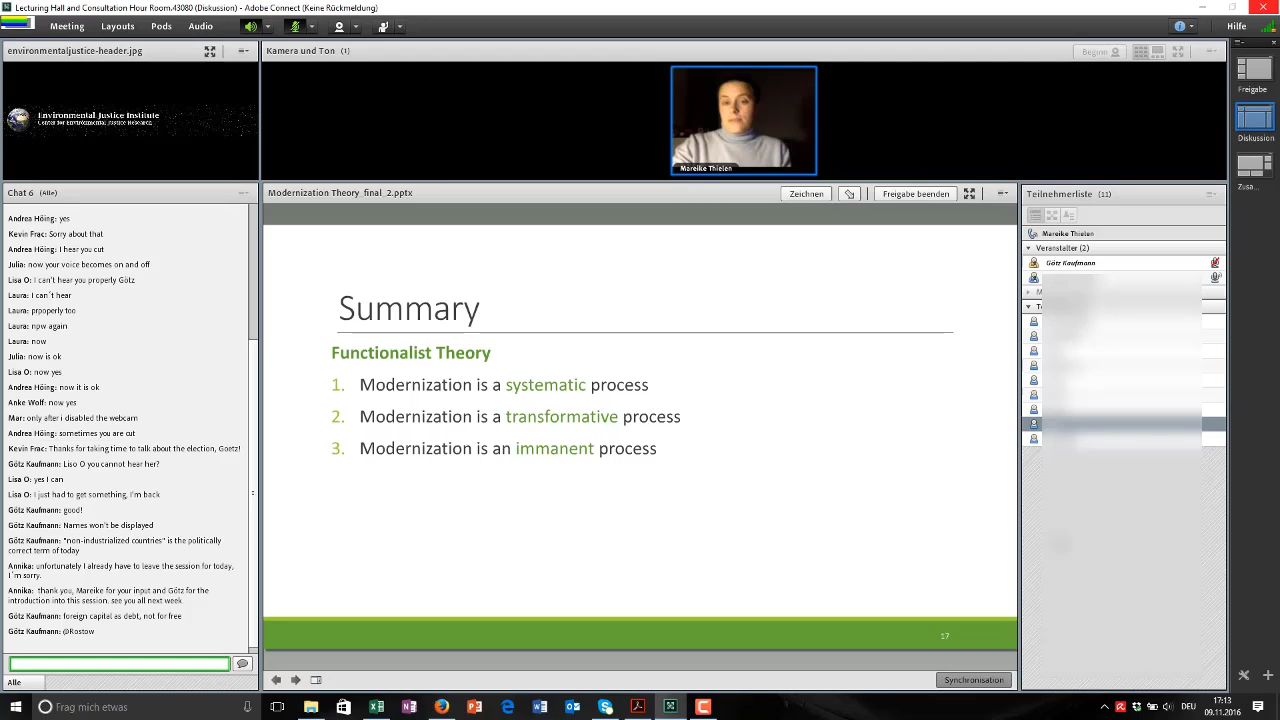 Lecturing Hall and Consultation Hour Room.43080 (Diskussion) - Adobe Connect (Keine Rückmeldung)
Meeting Layouts Pods Audio Hilfe
environmentaljustice-header.jpg
Environmental Justice Institute
Center for Environmental Justice Research
Kamera und Ton (1)
Beginn
Mareike Thielen
Freigabe
Diskussion
Zusa...
Chat 6 (Alle)
Andrea Höing: yes
Kevin Frac: Sorry about that
Andrea Höing: I hear you cut
Julia: now your voice becomes on and off
Lisa O: I can't hear you properly Götz
Laura: I can´t hear
Laura: prpoperly too
Laura: npw again
Laura: now
Julia: now is ok
Lisa O: now yes
Andrea Höing: now it is ok
Anke Wolf: now yes
Mar: only after i disabled the webcam
Andrea Höing: sometimes you are cut
Kevin Frac: Thanks for taking time to talk about the election, Goetz!
Götz Kaufmann: Liso O you cannot hear her?
Lisa O: yes I can
Lisa O: I just had to get something, I'm back
Götz Kaufmann: good!
Götz Kaufmann: Names won't be displayed
Götz Kaufmann: "non-industrialized countries" is the politically
correct term of today
Annika: unfortunately I already have to leave the session for today,
I´m sorry.
Annika: thank you, Mareike for your input and Götz for the
introduction into this session. see you all next week.
Götz Kaufmann: foreign capital as debt, not for free
Götz Kaufmann: @Rostow
Alle
Modernization Theory_final_2.pptx
Zeichnen
Freigabe beenden
Summary
Functionalist Theory
1. Modernization is a systematic process
2. Modernization is a transformative process
3. Modernization is an immanent process
17
Synchronisation
Teilnehmerliste (11)
Mareike Thielen
Veranstalter (2)
Götz Kaufmann
Frag mich etwas
DEU
17:13
09.11.2016